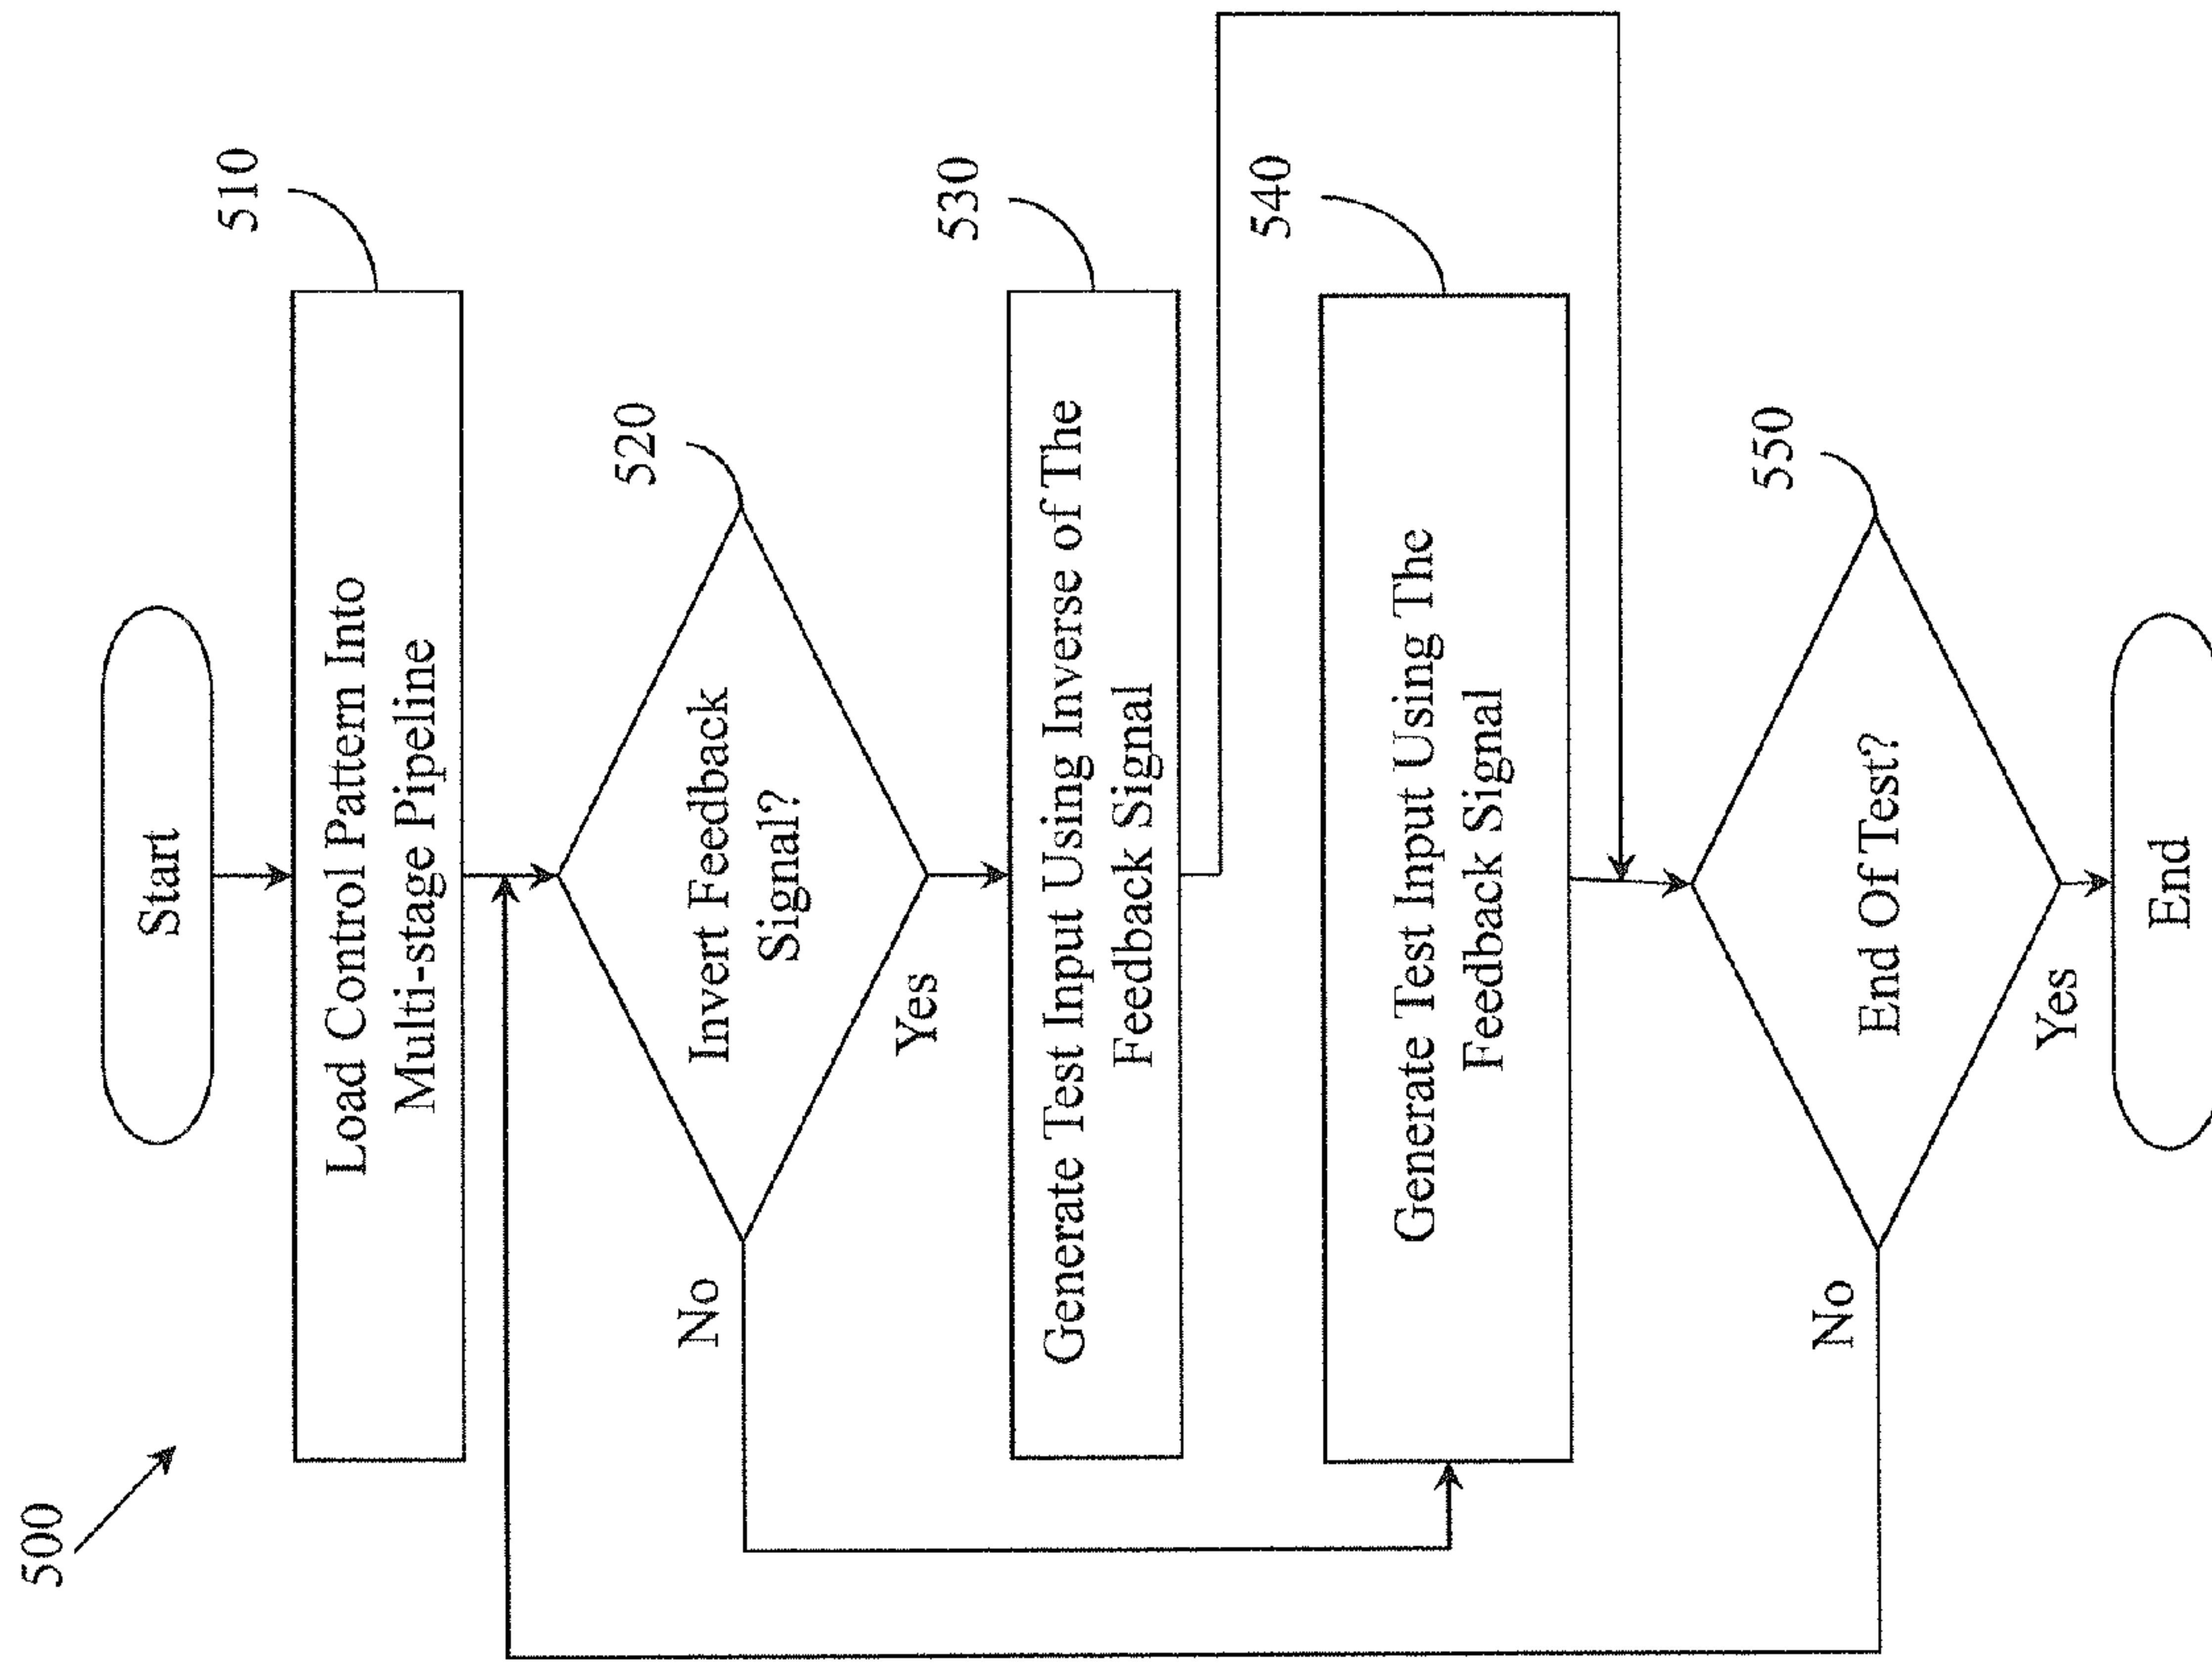 500
Start
Load Control Pattern Into
Multi-stage Pipeline
510
Invert Feedback
Signal?
520
No
Yes
Generate Test Input Using Inverse of The
Feedback Signal
530
Generate Test Input Using The
Feedback Signal
540
End Of Test?
550
No
Yes
End